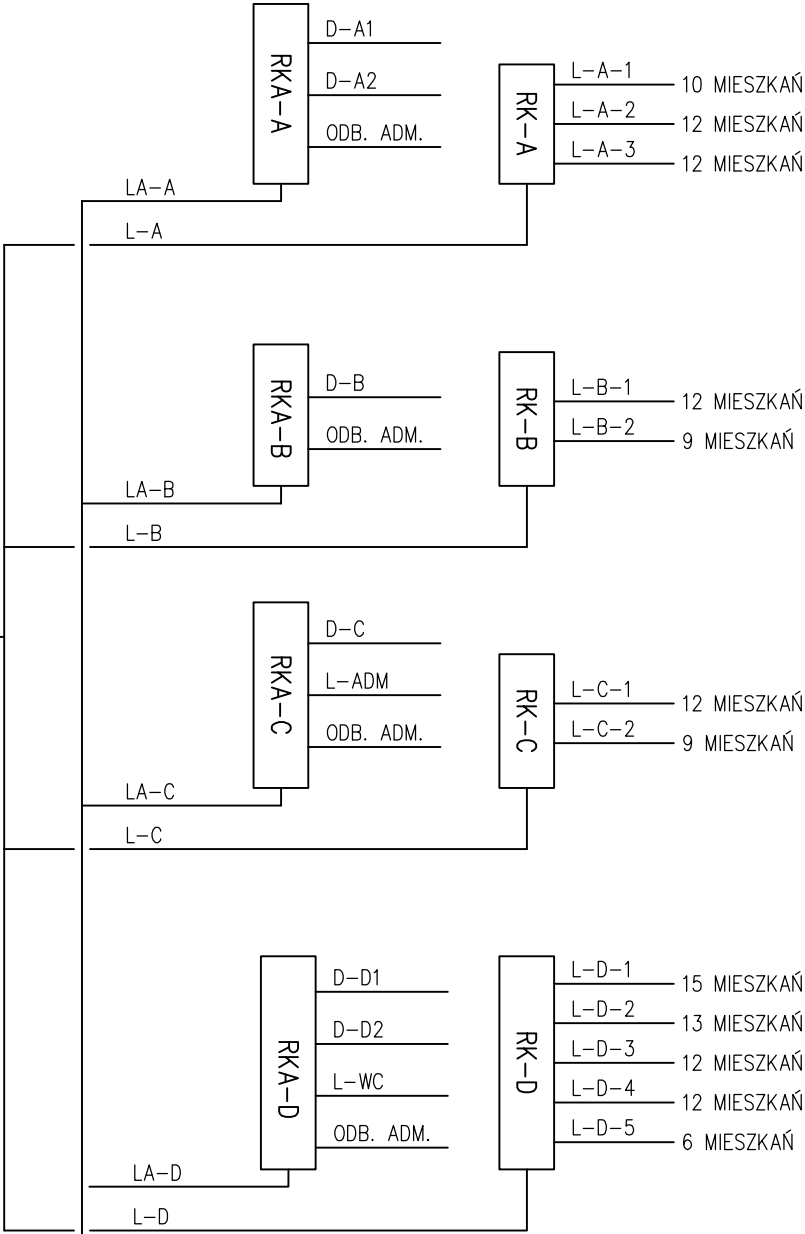 RKA-A
D-A1
D-A2
ODB. ADM.
RK-A
L-A-1 10 MIESZKAŃ
L-A-2 12 MIESZKAŃ
L-A-3 12 MIESZKAŃ
LA-A
L-A
RKA-B
D-B
ODB. ADM.
RK-B
L-B-1 12 MIESZKAŃ
L-B-2 9 MIESZKAŃ
LA-B
L-B
RKA-C
D-C
L-ADM
ODB. ADM.
RK-C
L-C-1 12 MIESZKAŃ
L-C-2 9 MIESZKAŃ
LA-C
L-C
RKA-D
D-D1
D-D2
L-WC
ODB. ADM.
RK-D
L-D-1 15 MIESZKAŃ
L-D-2 13 MIESZKAŃ
L-D-3 12 MIESZKAŃ
L-D-4 12 MIESZKAŃ
L-D-5 6 MIESZKAŃ
LA-D
L-D